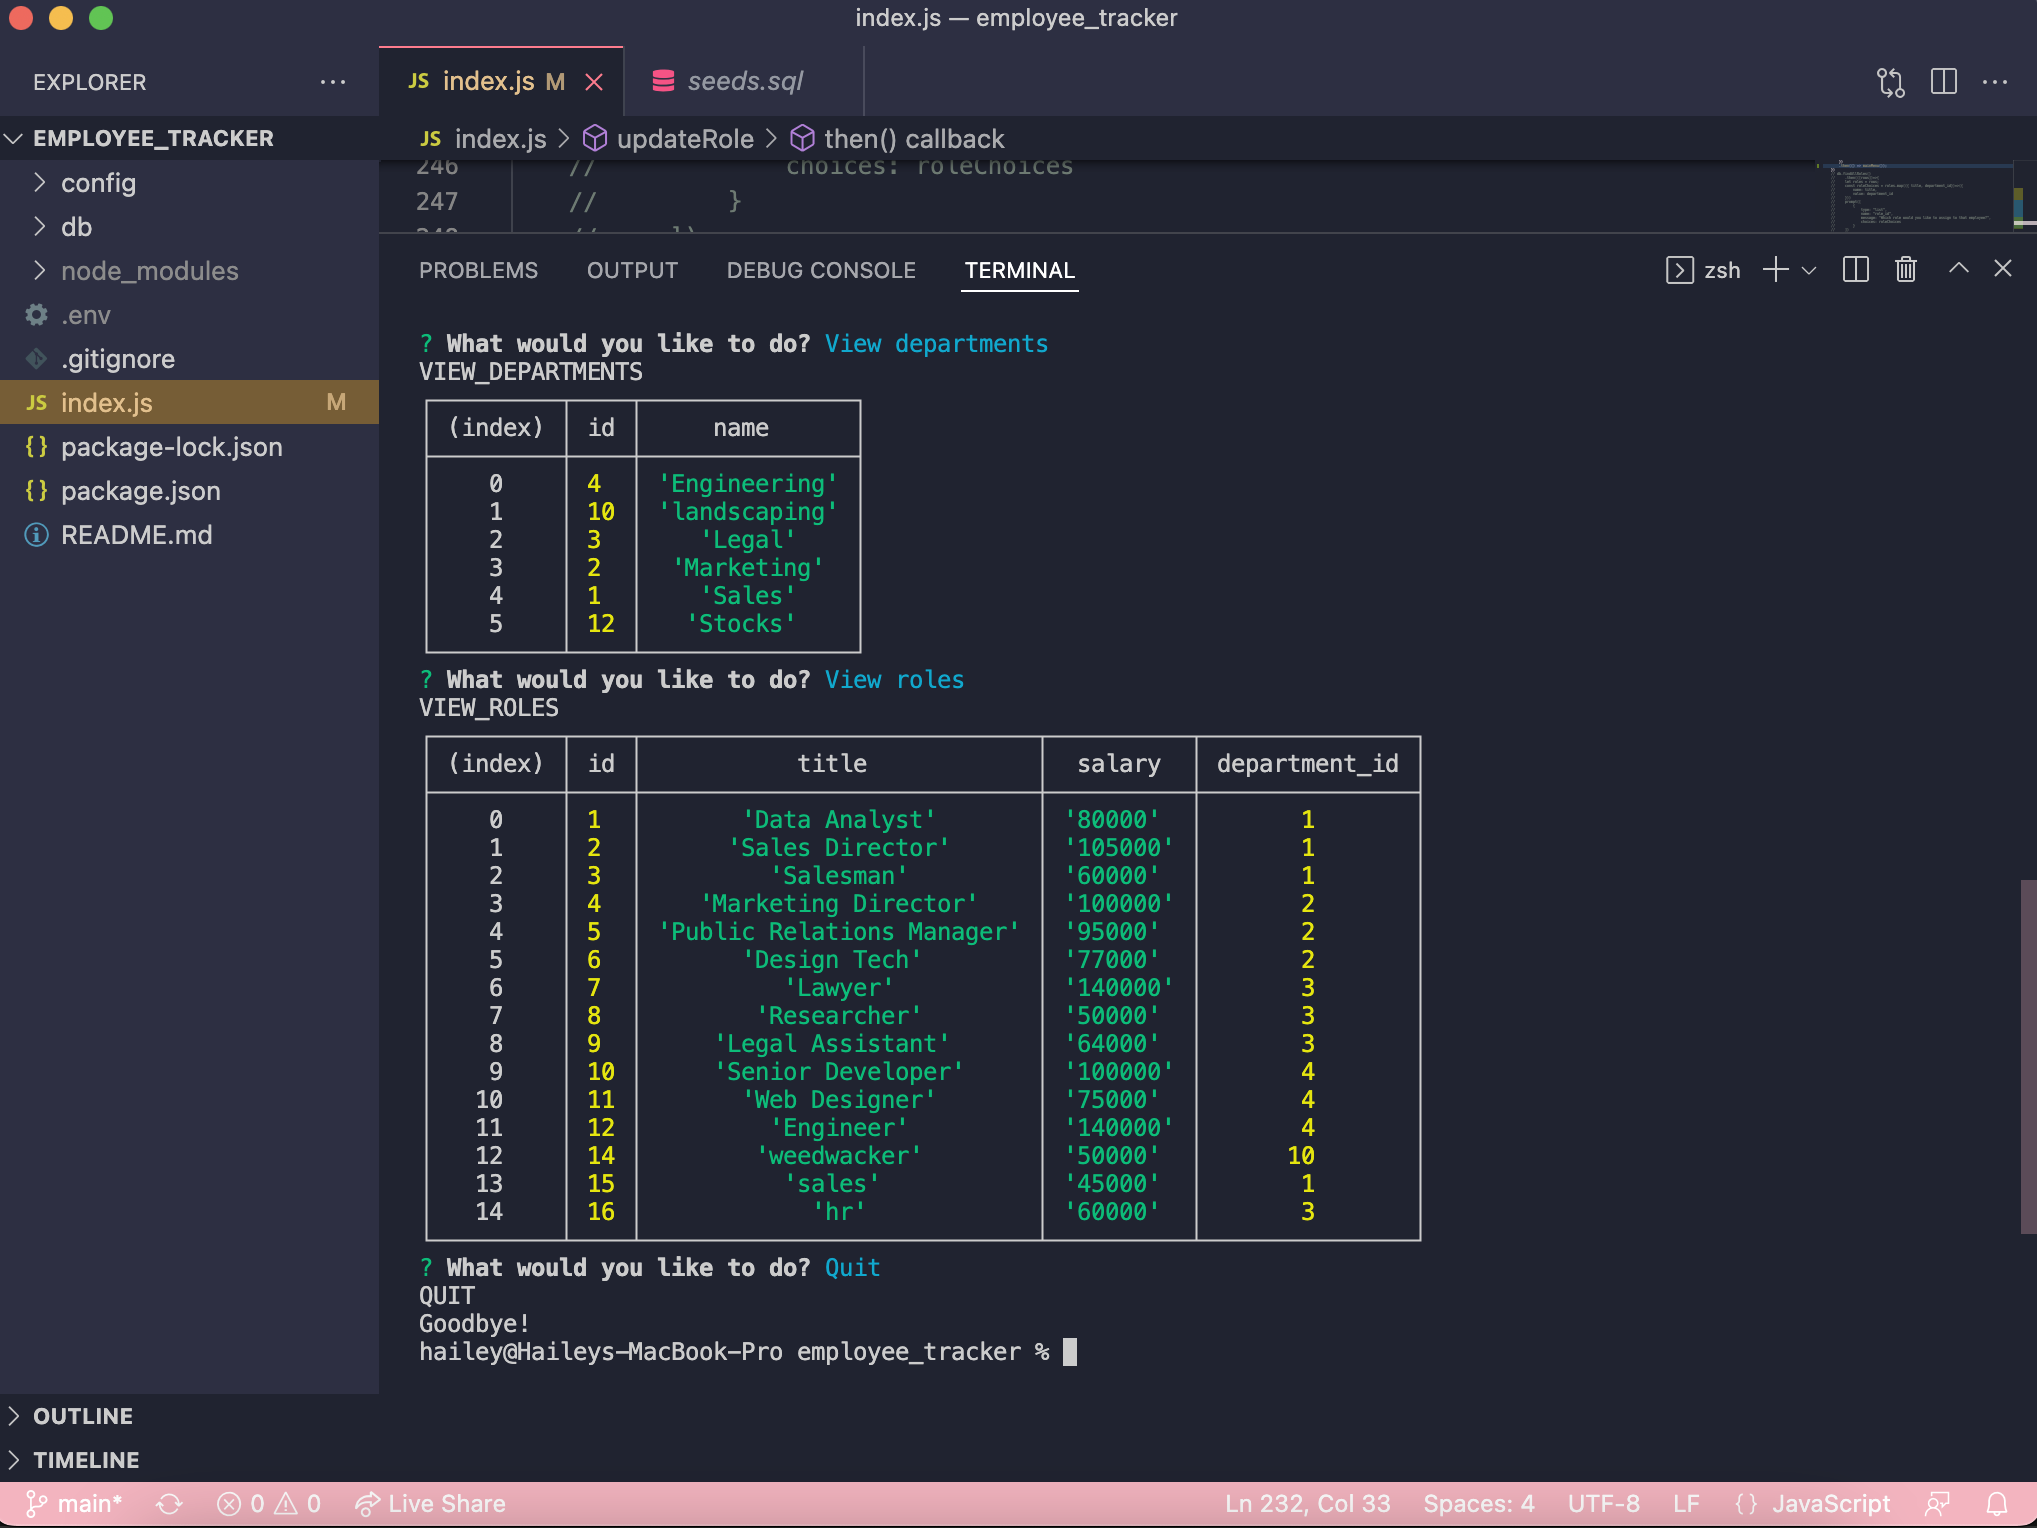 index.js — employee_tracker
EXPLORER
JS index.js M
seeds.sql
EMPLOYEE_TRACKER
JS index.js > updateRole > then() callback
config
db
node_modules
.env
.gitignore
JS index.js M
{} package-lock.json
{} package.json
README.md
246 // choices: roleChoices
247 // }
248 // ])
PROBLEMS OUTPUT DEBUG CONSOLE TERMINAL
zsh
? What would you like to do? View departments
VIEW_DEPARTMENTS
(index) id name
0 4 'Engineering'
1 10 'landscaping'
2 3 'Legal'
3 2 'Marketing'
4 1 'Sales'
5 12 'Stocks'
? What would you like to do? View roles
VIEW_ROLES
(index) id title salary department_id
0 1 'Data Analyst' '80000' 1
1 2 'Sales Director' '105000' 1
2 3 'Salesman' '60000' 1
3 4 'Marketing Director' '100000' 2
4 5 'Public Relations Manager' '95000' 2
5 6 'Design Tech' '77000' 2
6 7 'Lawyer' '140000' 3
7 8 'Researcher' '50000' 3
8 9 'Legal Assistant' '64000' 3
9 10 'Senior Developer' '100000' 4
10 11 'Web Designer' '75000' 4
11 12 'Engineer' '140000' 4
12 14 'weedwacker' '50000' 10
13 15 'sales' '45000' 1
14 16 'hr' '60000' 3
? What would you like to do? Quit
QUIT
Goodbye!
hailey@Haileys-MacBook-Pro employee_tracker %
OUTLINE
TIMELINE
main* 0 0 Live Share
Ln 232, Col 33 Spaces: 4 UTF-8 LF {} JavaScript